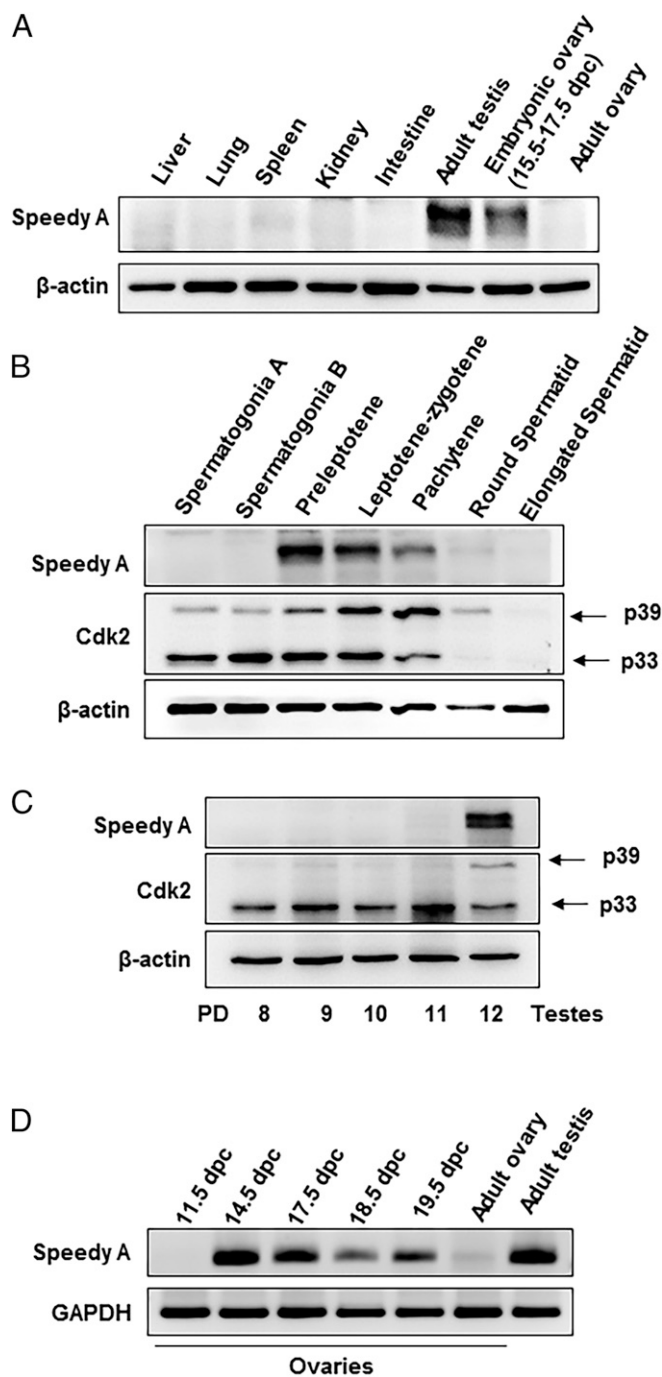 A
Liver
Lung
Spleen
Kidney
Intestine
Adult testis
Embryonic ovary
(15.5-17.5 dpc)
Adult ovary
Speedy A
β-actin
B
Spermatogonia A
Spermatogonia B
Preleptotene
Leptotene-zygotene
Pachytene
Round Spermatid
Elongated Spermatid
Speedy A
Cdk2
p39
p33
β-actin
C
Speedy A
p39
Cdk2
p33
β-actin
PD 8 9 10 11 12 Testes
D
11.5 dpc
14.5 dpc
17.5 dpc
18.5 dpc
19.5 dpc
Adult ovary
Adult testis
Speedy A
GAPDH
Ovaries